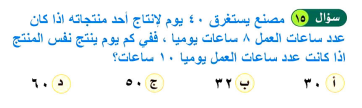 سؤال ١٥ مصنع يستغرق ٤٠ يوم لإنتاج أحد منتجاته اذا كان
عدد ساعات العمل ٨ ساعات يوميا ، ففي كم يوم ينتج نفس المنتج
اذا كانت عدد ساعات العمل يوميا ١٠ ساعات؟
أ ٣٠ ب ٣٢ ج ٥٠ د ٦٠